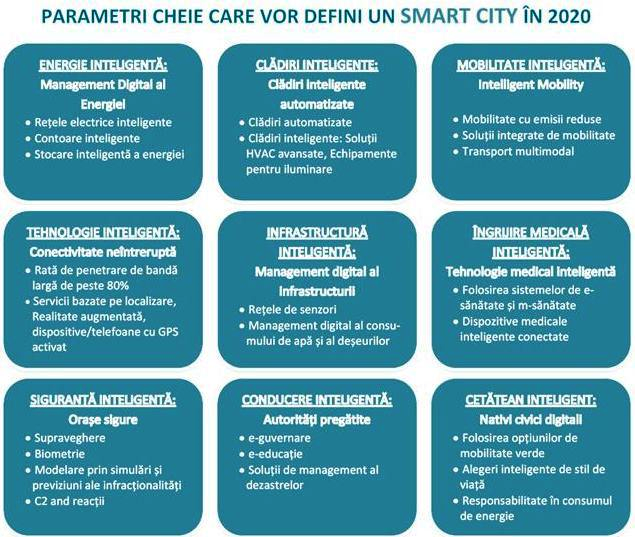 PARAMETRI CHEIE CARE VOR DEFINI UN SMART CITY ÎN 2020
ENERGIE INTELIGENTĂ:
Management Digital al
Energiei
• Rețele electrice inteligente
• Contoare inteligente
• Stocare inteligentă a energiei
CLĂDIRI INTELIGENTE:
Clădiri inteligente
automatizate
• Clădiri automatizate
• Clădiri inteligente: Soluții
HVAC avansate, Echipamente
pentru iluminare
MOBILITATE INTELIGENTĂ:
Intelligent Mobility
• Mobilitate cu emisii reduse
• Soluții integrate de mobilitate
• Transport multimodal
TEHNOLOGIE INTELIGENTĂ:
Conectivitate neîntreruptă
• Rată de penetrare de bandă
largă de peste 80%
• Servicii bazate pe localizare,
Realitate augmentată,
dispozitive/telefoane cu GPS
activat
INFRASTRUCTURĂ
INTELIGENTĂ:
Management digital al
Infrastructurii
• Rețele de senzori
• Management digital al consu-
mului de apă și al deșeurilor
ÎNGRIJIRE MEDICALĂ
INTELIGENTĂ:
Tehnologie medical inteligentă
• Folosirea sistemelor de e-
sănătate și m-sănătate
• Dispozitive medicale
inteligente conectate
SIGURANȚĂ INTELIGENTĂ:
Orașe sigure
• Supraveghere
• Biometrie
• Modelare prin simulări și
previziuni ale infracționalități
• C2 and reacții
CONDUCERE INTELIGENTĂ:
Autorități pregătite
• e-guvernare
• e-educație
• Soluții de management al
dezastrelor
CETĂȚEAN INTELIGENT:
Nativi civici digitali
• Folosirea opțiunilor de
mobilitate verde
• Alegeri inteligente de stil de
viață
• Responsabilitate în consumul
de energie